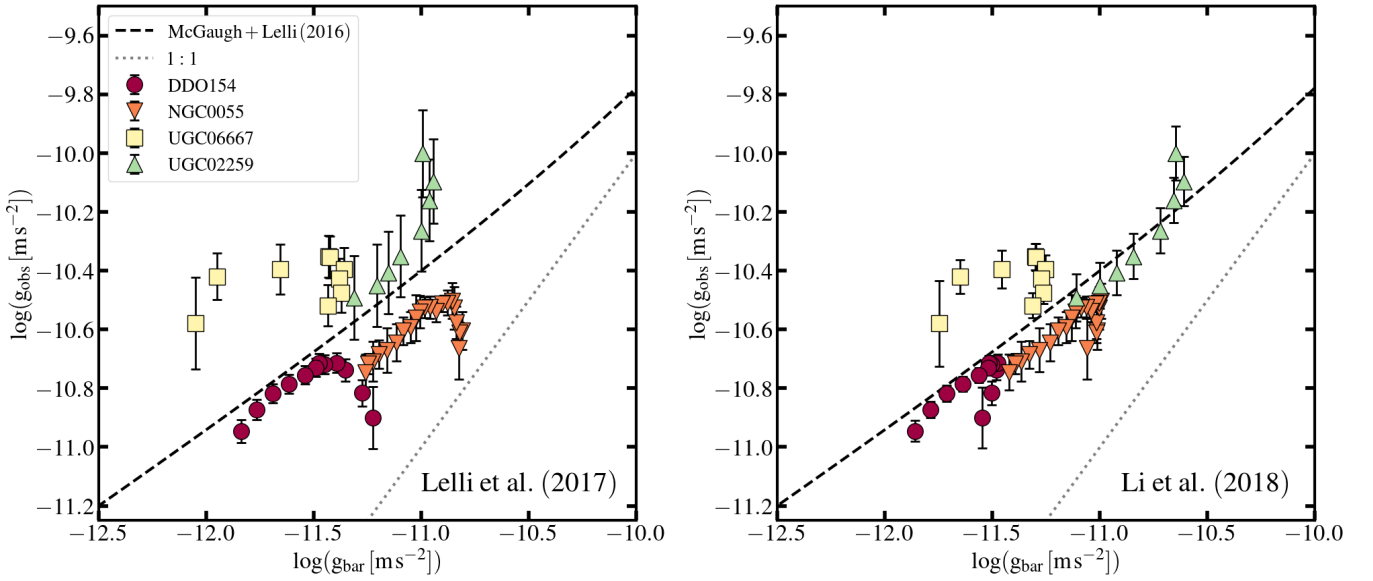 −9.6
−9.8
−10.0
−10.2
−10.4
−10.6
−10.8
−11.0
−11.2
log(g_obs [m s^−2])
McGaugh + Lelli (2016)
1 : 1
DDO154
NGC0055
UGC06667
UGC02259
Lelli et al. (2017)
−12.5 −12.0 −11.5 −11.0 −10.5 −10.0
log(g_bar [m s^−2])
−9.6
−9.8
−10.0
−10.2
−10.4
−10.6
−10.8
−11.0
−11.2
log(g_obs [m s^−2])
Li et al. (2018)
−12.5 −12.0 −11.5 −11.0 −10.5 −10.0
log(g_bar [m s^−2])